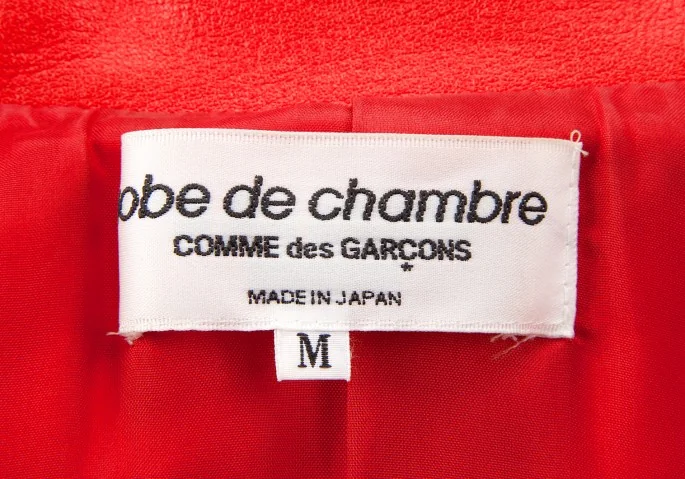 obe de chambre
COMME des GARÇONS
MADE IN JAPAN
M